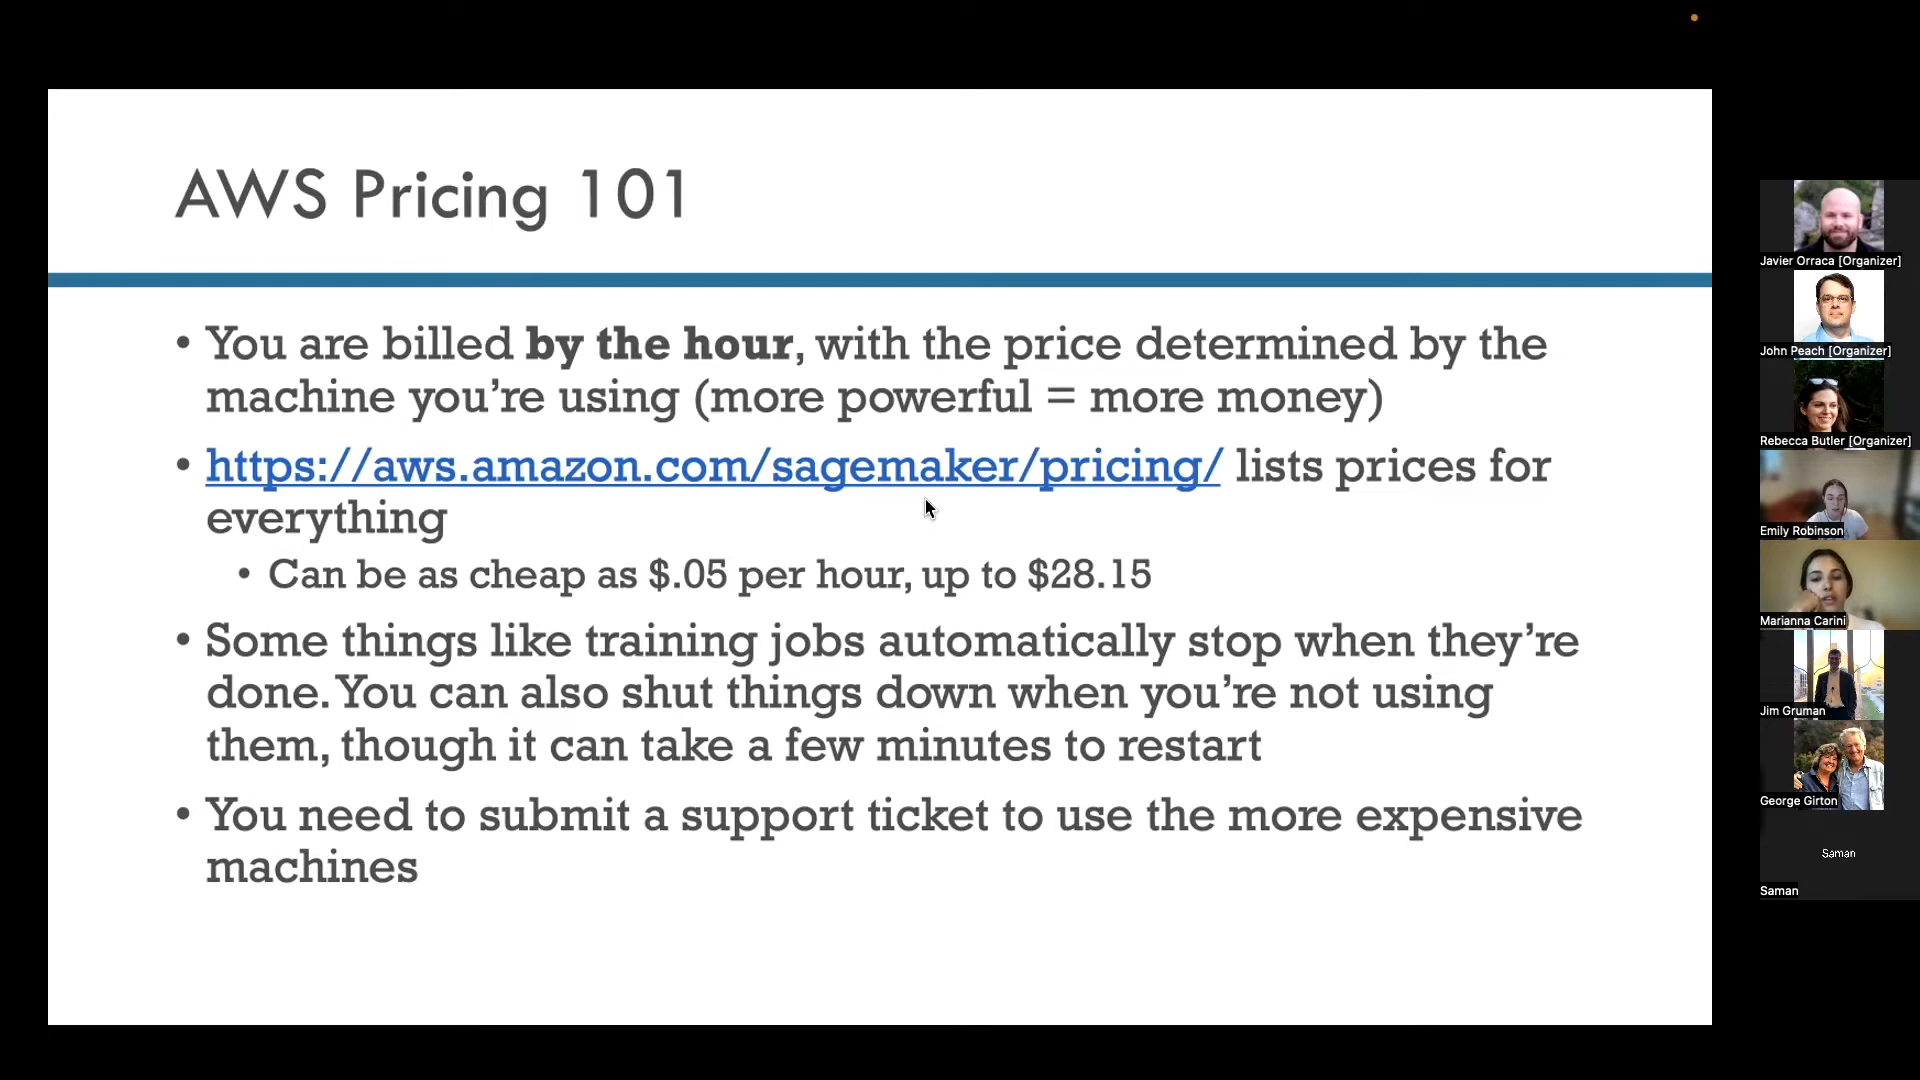 AWS Pricing 101
• You are billed by the hour, with the price determined by the
machine you’re using (more powerful = more money)
• https://aws.amazon.com/sagemaker/pricing/ lists prices for
everything
• Can be as cheap as $.05 per hour, up to $28.15
• Some things like training jobs automatically stop when they’re
done. You can also shut things down when you’re not using
them, though it can take a few minutes to restart
• You need to submit a support ticket to use the more expensive
machines
Javier Orraca [Organizer]
John Peach [Organizer]
Rebecca Butler [Organizer]
Emily Robinson
Marianna Carini
Jim Gruman
George Girton
Saman
Saman